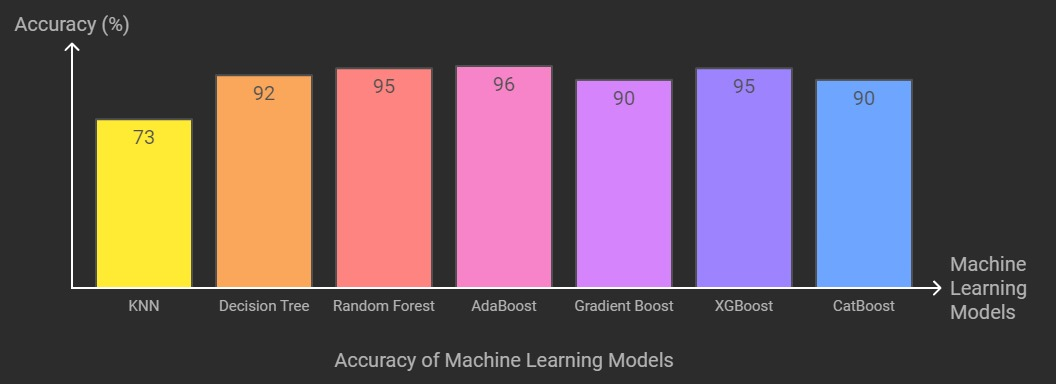 Accuracy (%)
73
92
95
96
90
95
90
KNN
Decision Tree
Random Forest
AdaBoost
Gradient Boost
XGBoost
CatBoost
Machine
Learning
Models
Accuracy of Machine Learning Models